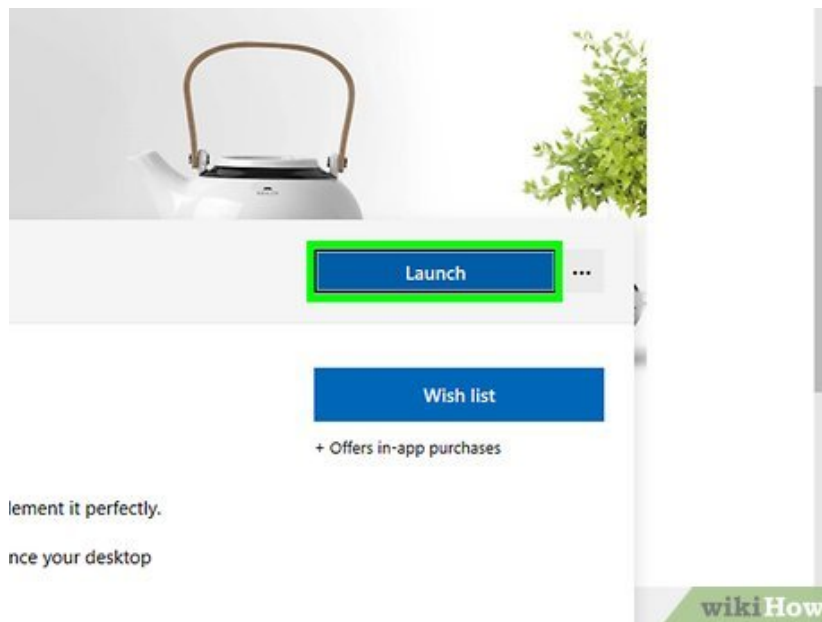 Launch
...
Wish list
+ Offers in-app purchases
lement it perfectly.
nce your desktop
wikiHow